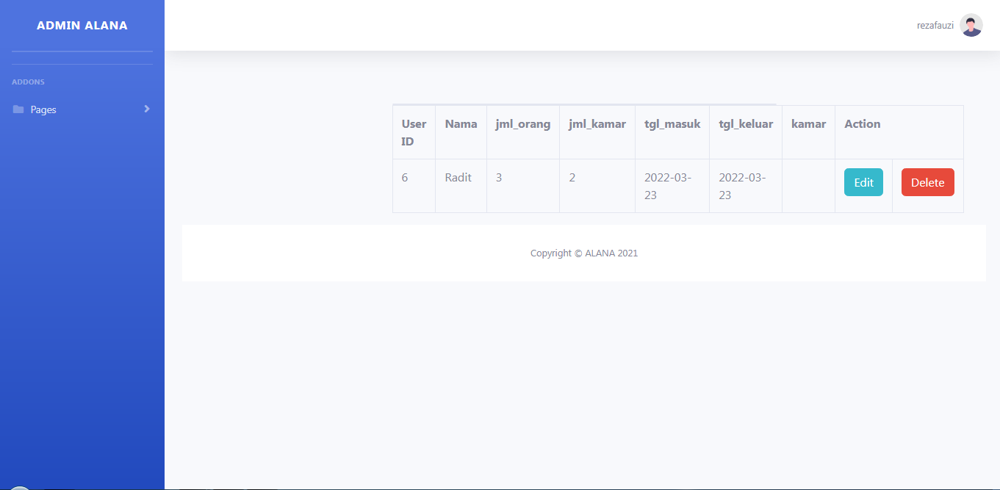 ADMIN ALANA
rezafauzi
ADDONS
Pages
User ID Nama jml_orang jml_kamar tgl_masuk tgl_keluar kamar Action
6 Radit 3 2 2022-03-23 2022-03-23 Edit Delete
Copyright © ALANA 2021